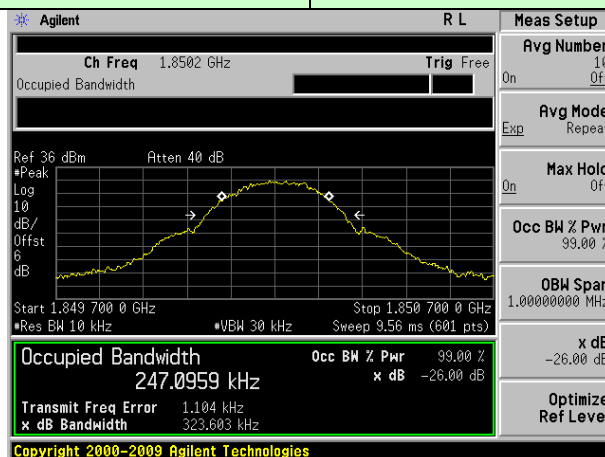 Agilent R L
Ch Freq 1.8502 GHz Trig Free
Occupied Bandwidth
Ref 36 dBm Atten 40 dB
#Peak
Log
10
dB/
Offst
6
dB
Start 1.849 700 0 GHz Stop 1.850 700 0 GHz
#Res BW 10 kHz #VBW 30 kHz Sweep 9.56 ms (601 pts)
Occupied Bandwidth Occ BW % Pwr 99.00 %
247.0959 kHz x dB -26.00 dB
Transmit Freq Error 1.104 kHz
x dB Bandwidth 323.603 kHz
Copyright 2000-2009 Agilent Technologies
Meas Setup
Avg Number
10
On Off
Avg Mode
Exp Repeat
Max Hold
On Off
Occ BW % Pwr
99.00 %
OBW Span
1.00000000 MHz
x dB
-26.00 dB
Optimize
Ref Level